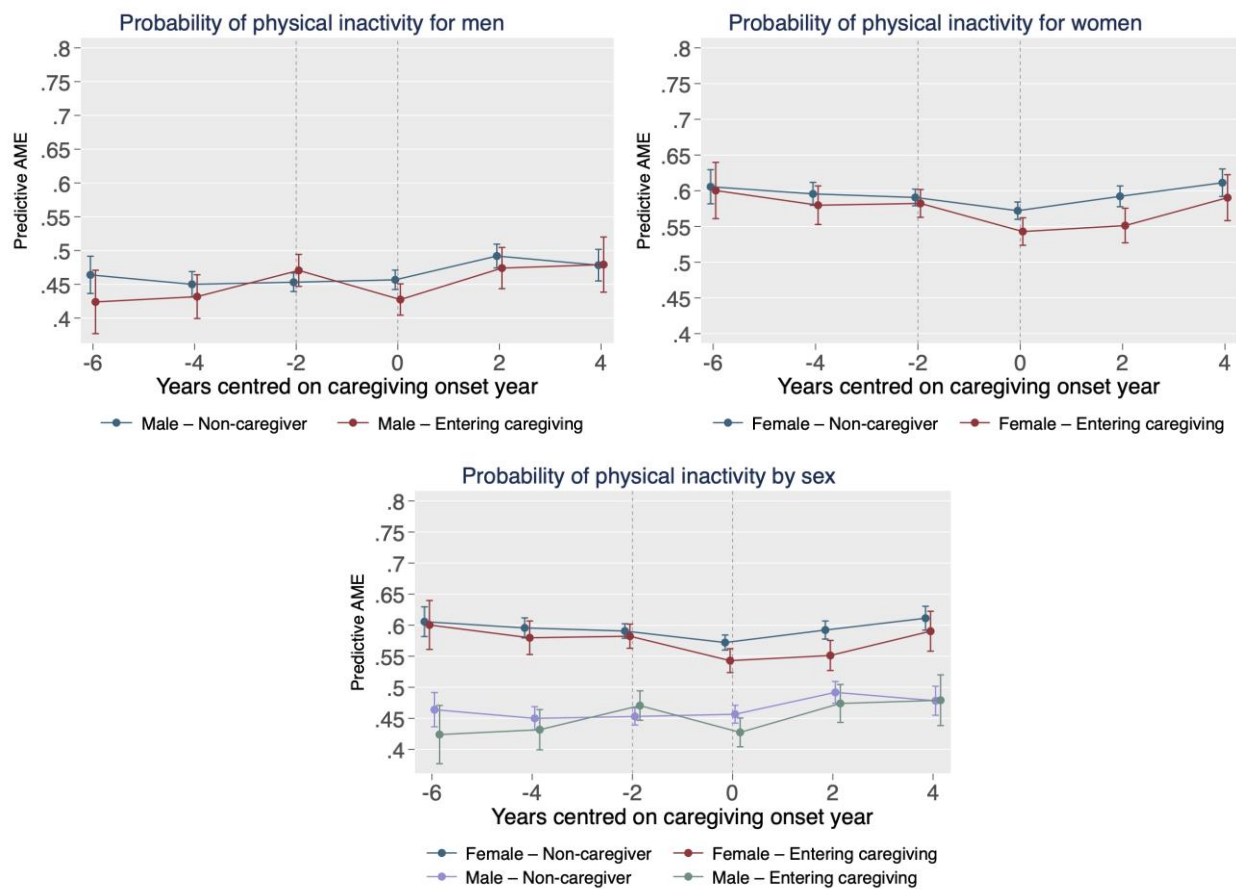 Probability of physical inactivity for men
Predictive AME
.8
.75
.7
.65
.6
.55
.5
.45
.4
-6 -4 -2 0 2 4
Years centred on caregiving onset year
Male – Non-caregiver Male – Entering caregiving
Probability of physical inactivity for women
Predictive AME
.8
.75
.7
.65
.6
.55
.5
.45
.4
-6 -4 -2 0 2 4
Years centred on caregiving onset year
Female – Non-caregiver Female – Entering caregiving
Probability of physical inactivity by sex
Predictive AME
.8
.75
.7
.65
.6
.55
.5
.45
.4
-6 -4 -2 0 2 4
Years centred on caregiving onset year
Female – Non-caregiver Female – Entering caregiving
Male – Non-caregiver Male – Entering caregiving